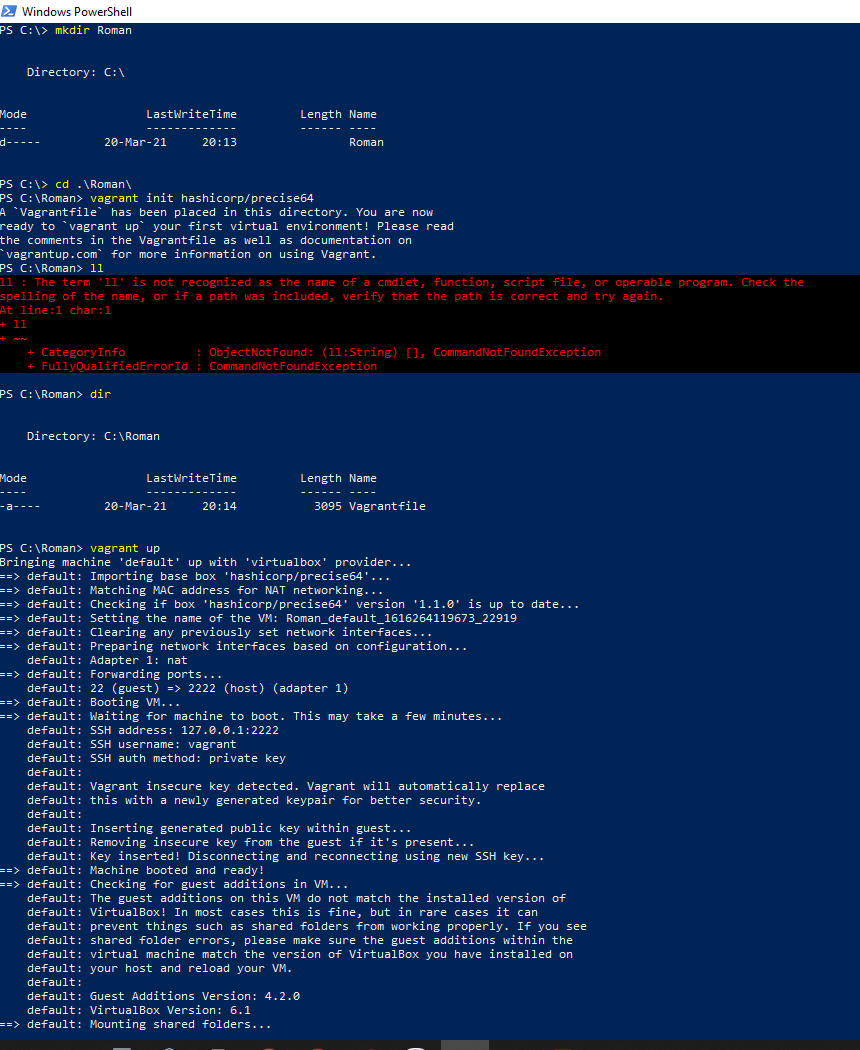 Windows PowerShell
PS C:\> mkdir Roman
Directory: C:\
Mode                 LastWriteTime         Length Name
----                 -------------         ------ ----
d-----        20-Mar-21     20:13                Roman
PS C:\> cd .\Roman\
PS C:\Roman> vagrant init hashicorp/precise64
A `Vagrantfile` has been placed in this directory. You are now
ready to `vagrant up` your first virtual environment! Please read
the comments in the Vagrantfile as well as documentation on
`vagrantup.com` for more information on using Vagrant.
PS C:\Roman> ll
ll : The term 'll' is not recognized as the name of a cmdlet, function, script file, or operable program. Check the
spelling of the name, or if a path was included, verify that the path is correct and try again.
At line:1 char:1
+ ll
+ ~~
    + CategoryInfo          : ObjectNotFound: (ll:String) [], CommandNotFoundException
    + FullyQualifiedErrorId : CommandNotFoundException
PS C:\Roman> dir
Directory: C:\Roman
Mode                 LastWriteTime         Length Name
----                 -------------         ------ ----
-a----        20-Mar-21     20:14           3095 Vagrantfile
PS C:\Roman> vagrant up
Bringing machine 'default' up with 'virtualbox' provider...
==> default: Importing base box 'hashicorp/precise64'...
==> default: Matching MAC address for NAT networking...
==> default: Checking if box 'hashicorp/precise64' version '1.1.0' is up to date...
==> default: Setting the name of the VM: Roman_default_1616264119673_22919
==> default: Clearing any previously set network interfaces...
==> default: Preparing network interfaces based on configuration...
    default: Adapter 1: nat
==> default: Forwarding ports...
    default: 22 (guest) => 2222 (host) (adapter 1)
==> default: Booting VM...
==> default: Waiting for machine to boot. This may take a few minutes...
    default: SSH address: 127.0.0.1:2222
    default: SSH username: vagrant
    default: SSH auth method: private key
    default:
    default: Vagrant insecure key detected. Vagrant will automatically replace
    default: this with a newly generated keypair for better security.
    default:
    default: Inserting generated public key within guest...
    default: Removing insecure key from the guest if it's present...
    default: Key inserted! Disconnecting and reconnecting using new SSH key...
==> default: Machine booted and ready!
==> default: Checking for guest additions in VM...
    default: The guest additions on this VM do not match the installed version of
    default: VirtualBox! In most cases this is fine, but in rare cases it can
    default: prevent things such as shared folders from working properly. If you see
    default: shared folder errors, please make sure the guest additions within the
    default: virtual machine match the version of VirtualBox you have installed on
    default: your host and reload your VM.
    default:
    default: Guest Additions Version: 4.2.0
    default: VirtualBox Version: 6.1
==> default: Mounting shared folders...